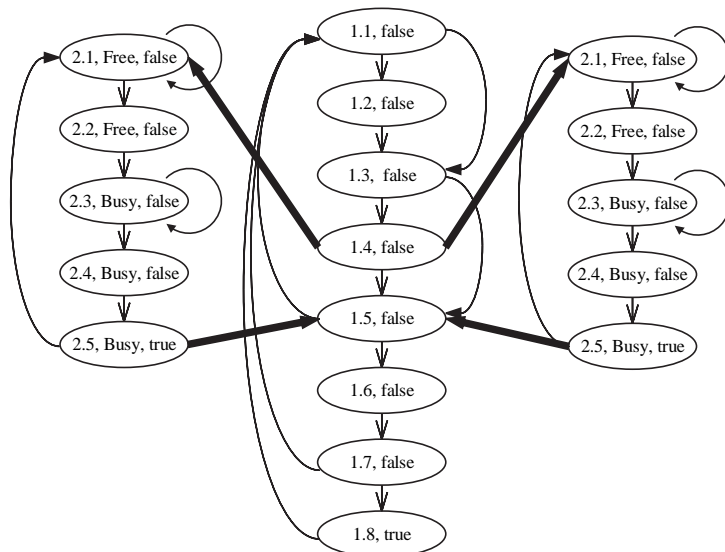 2.1, Free, false
2.2, Free, false
2.3, Busy, false
2.4, Busy, false
2.5, Busy, true
1.1, false
1.2, false
1.3, false
1.4, false
1.5, false
1.6, false
1.7, false
1.8, true
2.1, Free, false
2.2, Free, false
2.3, Busy, false
2.4, Busy, false
2.5, Busy, true